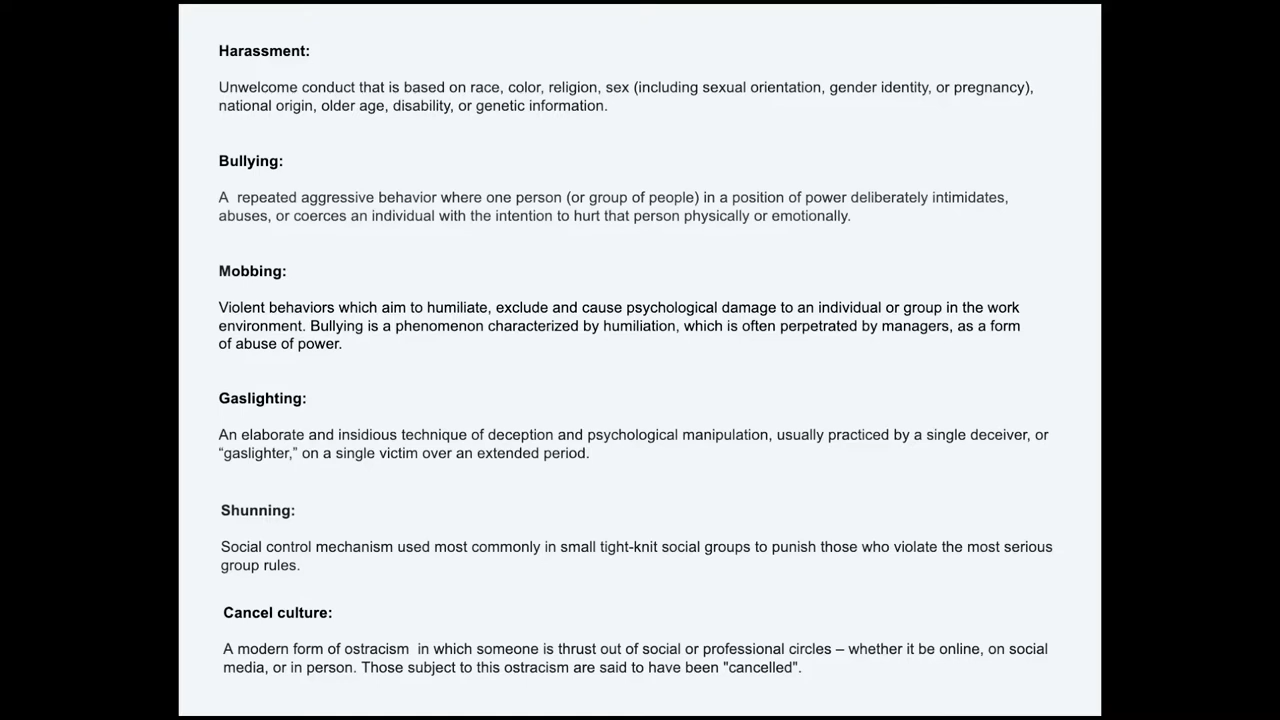 Harassment:
Unwelcome conduct that is based on race, color, religion, sex (including sexual orientation, gender identity, or pregnancy),
national origin, older age, disability, or genetic information.
Bullying:
A  repeated aggressive behavior where one person (or group of people) in a position of power deliberately intimidates,
abuses, or coerces an individual with the intention to hurt that person physically or emotionally.
Mobbing:
Violent behaviors which aim to humiliate, exclude and cause psychological damage to an individual or group in the work
environment. Bullying is a phenomenon characterized by humiliation, which is often perpetrated by managers, as a form
of abuse of power.
Gaslighting:
An elaborate and insidious technique of deception and psychological manipulation, usually practiced by a single deceiver, or
“gaslighter,” on a single victim over an extended period.
Shunning:
Social control mechanism used most commonly in small tight-knit social groups to punish those who violate the most serious
group rules.
Cancel culture:
A modern form of ostracism  in which someone is thrust out of social or professional circles – whether it be online, on social
media, or in person. Those subject to this ostracism are said to have been "cancelled".